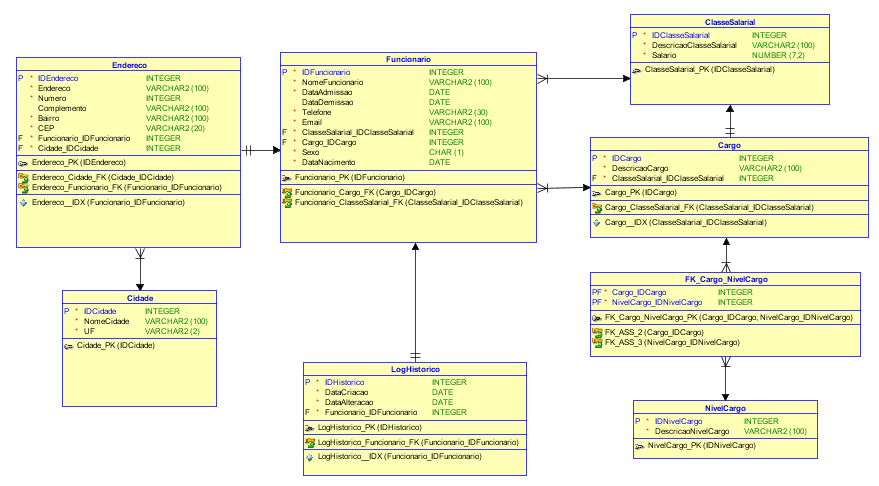 ClasseSalarial
P * IDClasseSalarial INTEGER
* DescricaoClasseSalarial VARCHAR2 (100)
* Salario NUMBER (7,2)
ClasseSalarial_PK (IDClasseSalarial)
Endereco
P * IDEndereco INTEGER
* Endereco VARCHAR2 (100)
* Numero INTEGER
Complemento VARCHAR2 (100)
* Bairro VARCHAR2 (100)
* CEP VARCHAR2 (20)
F * Funcionario_IDFuncionario INTEGER
F * Cidade_IDCidade INTEGER
Endereco_PK (IDEndereco)
Endereco_Cidade_FK (Cidade_IDCidade)
Endereco_Funcionario_FK (Funcionario_IDFuncionario)
Endereco__IDX (Funcionario_IDFuncionario)
Funcionario
P * IDFuncionario INTEGER
* NomeFuncionario VARCHAR2 (100)
* DataAdmissao DATE
DataDemissao DATE
* Telefone VARCHAR2 (30)
* Email VARCHAR2 (100)
F * ClasseSalarial_IDClasseSalarial INTEGER
F * Cargo_IDCargo INTEGER
* Sexo CHAR (1)
* DataNacimento DATE
Funcionario_PK (IDFuncionario)
Funcionario_Cargo_FK (Cargo_IDCargo)
Funcionario_ClasseSalarial_FK (ClasseSalarial_IDClasseSalarial)
Cargo
P * IDCargo INTEGER
* DescricaoCargo VARCHAR2 (100)
F * ClasseSalarial_IDClasseSalarial INTEGER
Cargo_PK (IDCargo)
Cargo_ClasseSalarial_FK (ClasseSalarial_IDClasseSalarial)
Cargo__IDX (ClasseSalarial_IDClasseSalarial)
FK_Cargo_NivelCargo
PF * Cargo_IDCargo INTEGER
PF * NivelCargo_IDNivelCargo INTEGER
FK_Cargo_NivelCargo_PK (Cargo_IDCargo, NivelCargo_IDNivelCargo)
FK_ASS_2 (Cargo_IDCargo)
FK_ASS_3 (NivelCargo_IDNivelCargo)
Cidade
P * IDCidade INTEGER
* NomeCidade VARCHAR2 (100)
* UF VARCHAR2 (2)
Cidade_PK (IDCidade)
LogHistorico
P * IDHistorico INTEGER
* DataCriacao DATE
* DataAlteracao DATE
F * Funcionario_IDFuncionario INTEGER
LogHistorico_PK (IDHistorico)
LogHistorico_Funcionario_FK (Funcionario_IDFuncionario)
LogHistorico__IDX (Funcionario_IDFuncionario)
NivelCargo
P * IDNivelCargo INTEGER
* DescricaoNivelCargo VARCHAR2 (100)
NivelCargo_PK (IDNivelCargo)